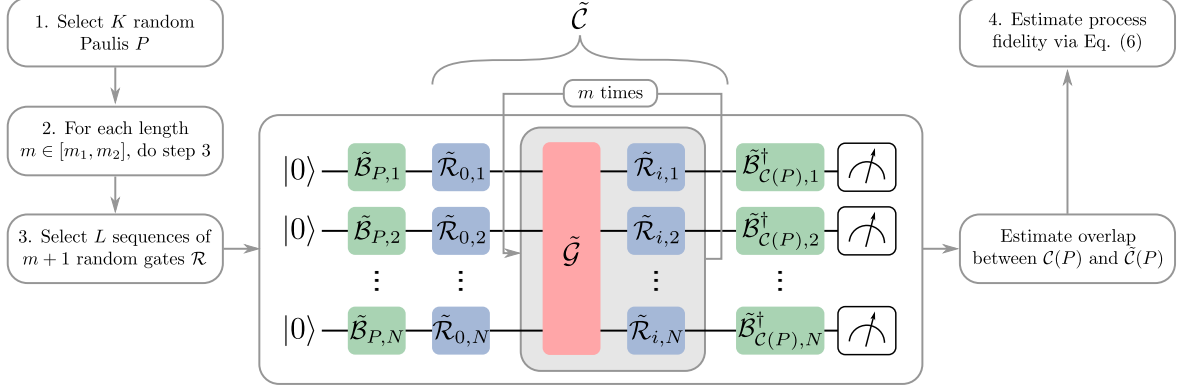 1. Select K random
Paulis P
2. For each length
m ∈ [m₁, m₂], do step 3
3. Select L sequences of
m + 1 random gates ℛ
𝒞̃
m times
|0⟩ ℬ̃_{P,1} ℛ̃_{0,1} ℛ̃_{i,1} ℬ̃†_{𝒞(P),1}
|0⟩ ℬ̃_{P,2} ℛ̃_{0,2} 𝒢̃ ℛ̃_{i,2} ℬ̃†_{𝒞(P),2}
⋮ ⋮ ⋮ ⋮
|0⟩ ℬ̃_{P,N} ℛ̃_{0,N} ℛ̃_{i,N} ℬ̃†_{𝒞(P),N}
4. Estimate process
fidelity via Eq. (6)
Estimate overlap
between 𝒞(P) and 𝒞̃(P)